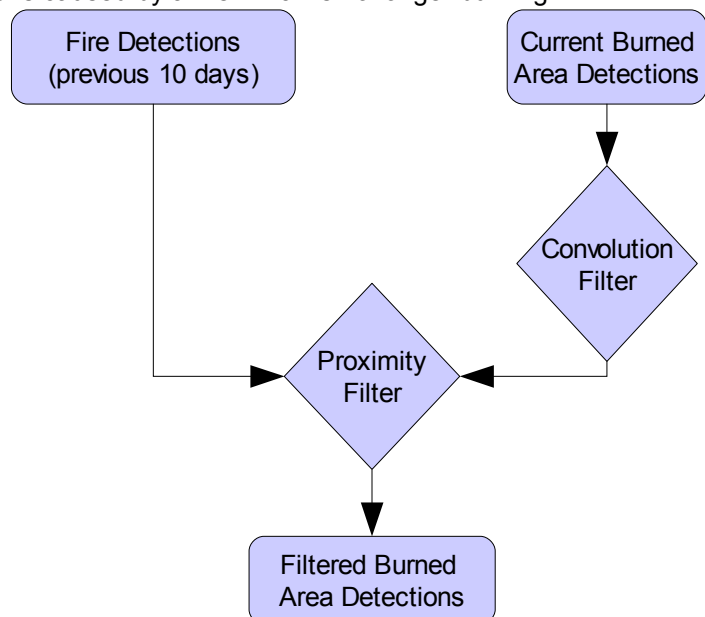 Fire Detections
(previous 10 days)
Current Burned
Area Detections
Convolution
Filter
Proximity
Filter
Filtered Burned
Area Detections